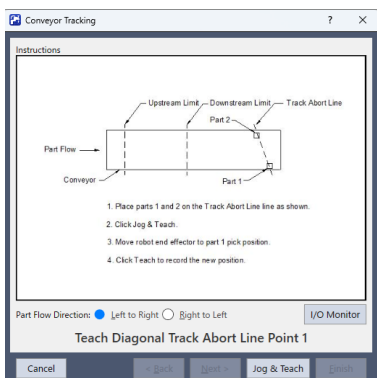 Conveyor Tracking
Instructions
Upstream Limit
Downstream Limit
Track Abort Line
Part 2
Part Flow
Conveyor
Part 1
1. Place parts 1 and 2 on the Track Abort Line line as shown.
2. Click Jog & Teach.
3. Move robot end effector to part 1 pick position.
4. Click Teach to record the new position.
Part Flow Direction: Left to Right Right to Left I/O Monitor
Teach Diagonal Track Abort Line Point 1
Cancel < Back Next > Jog & Teach Finish